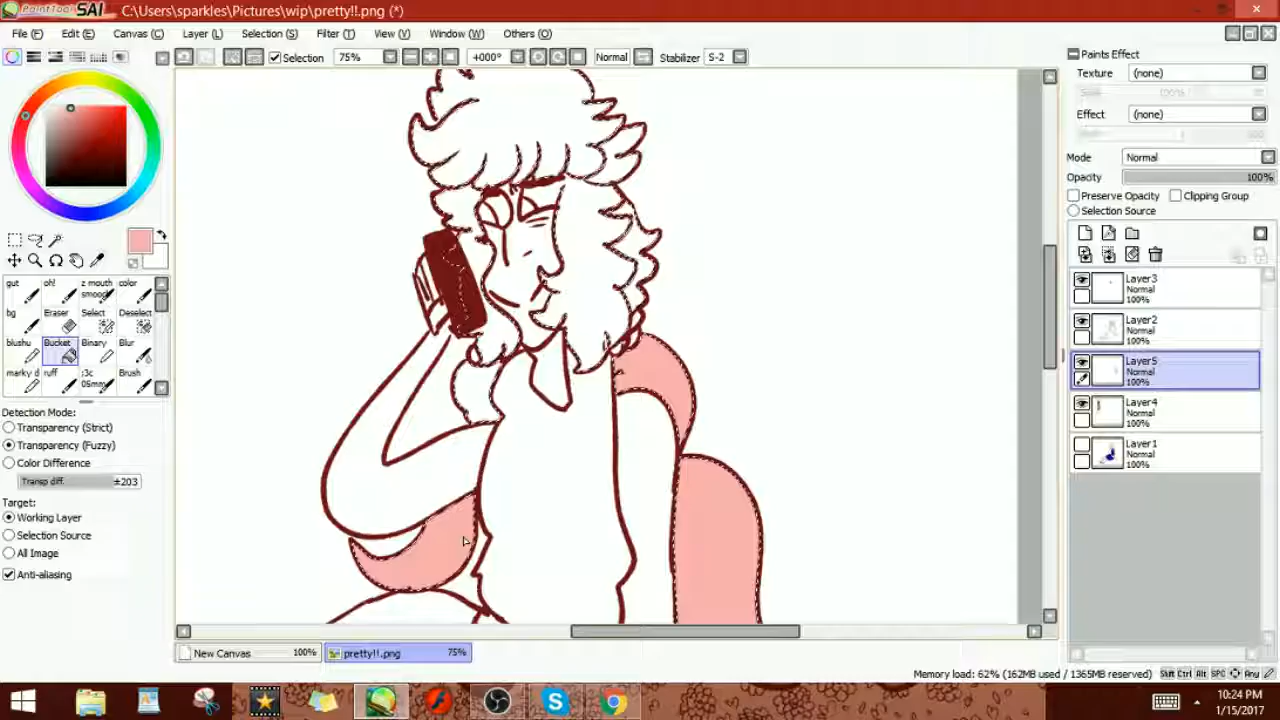 PaintTool SAI C:\Users\sparkles\Pictures\wip\pretty!!.png (*)
File (F) Edit (E) Canvas (C) Layer (L) Selection (S) Filter (T) View (V) Window (W) Others (O)
Selection 75% +000° Normal Stabilizer S-2
Paints Effect
Texture (none)
Effect (none)
Mode Normal
Opacity 100%
Preserve Opacity Clipping Group
Selection Source
gut oh! z mouth smooth color
bg Eraser Select Deselect
blushu Bucket Binary Blur
marky d ruff :3c 05mm Brush
Detection Mode:
Transparency (Strict)
Transparency (Fuzzy)
Color Difference
Transp diff. ±203
Target:
Working Layer
Selection Source
All Image
Anti-aliasing
Layer3
Normal
100%
Layer2
Normal
100%
Layer5
Normal
100%
Layer4
Normal
100%
Layer1
Normal
100%
New Canvas 100% pretty!!.png 75%
Memory load: 62% (162MB used / 1365MB reserved) Shift Ctrl Alt SPC Any
10:24 PM
1/15/2017